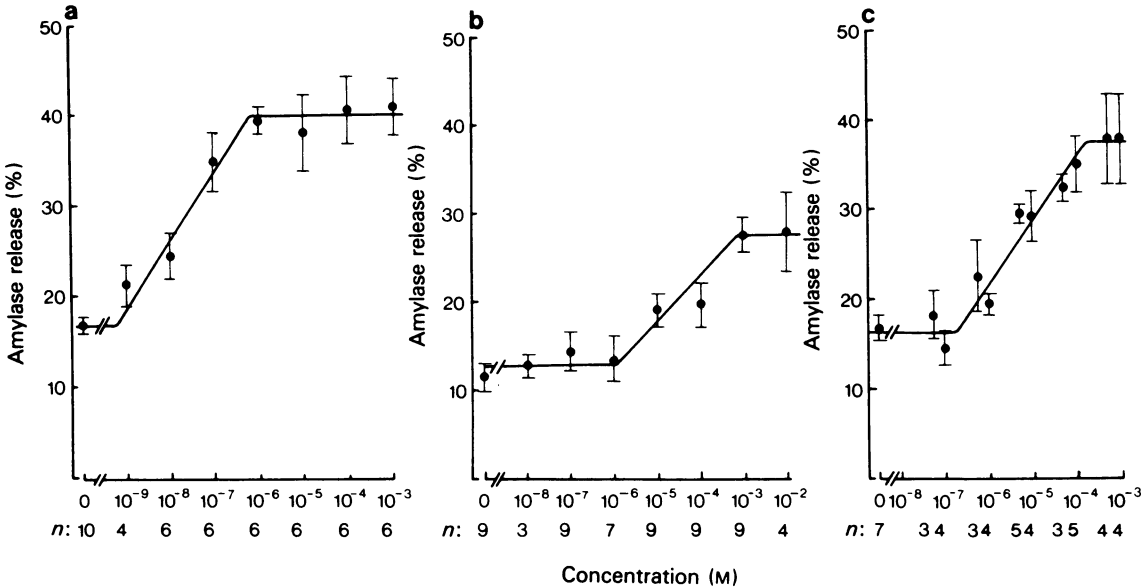 a
Amylase release (%)
50
40
30
20
10
0 10⁻⁹ 10⁻⁸ 10⁻⁷ 10⁻⁶ 10⁻⁵ 10⁻⁴ 10⁻³
n: 10 4 6 6 6 6 6 6
b
Amylase release (%)
50
40
30
20
10
0 10⁻⁸ 10⁻⁷ 10⁻⁶ 10⁻⁵ 10⁻⁴ 10⁻³ 10⁻²
n: 9 3 9 7 9 9 9 4
c
Amylase release (%)
50
40
30
20
10
0 10⁻⁸ 10⁻⁷ 10⁻⁶ 10⁻⁵ 10⁻⁴ 10⁻³
n: 7 3 4 3 4 5 4 3 5 4 4
Concentration (M)